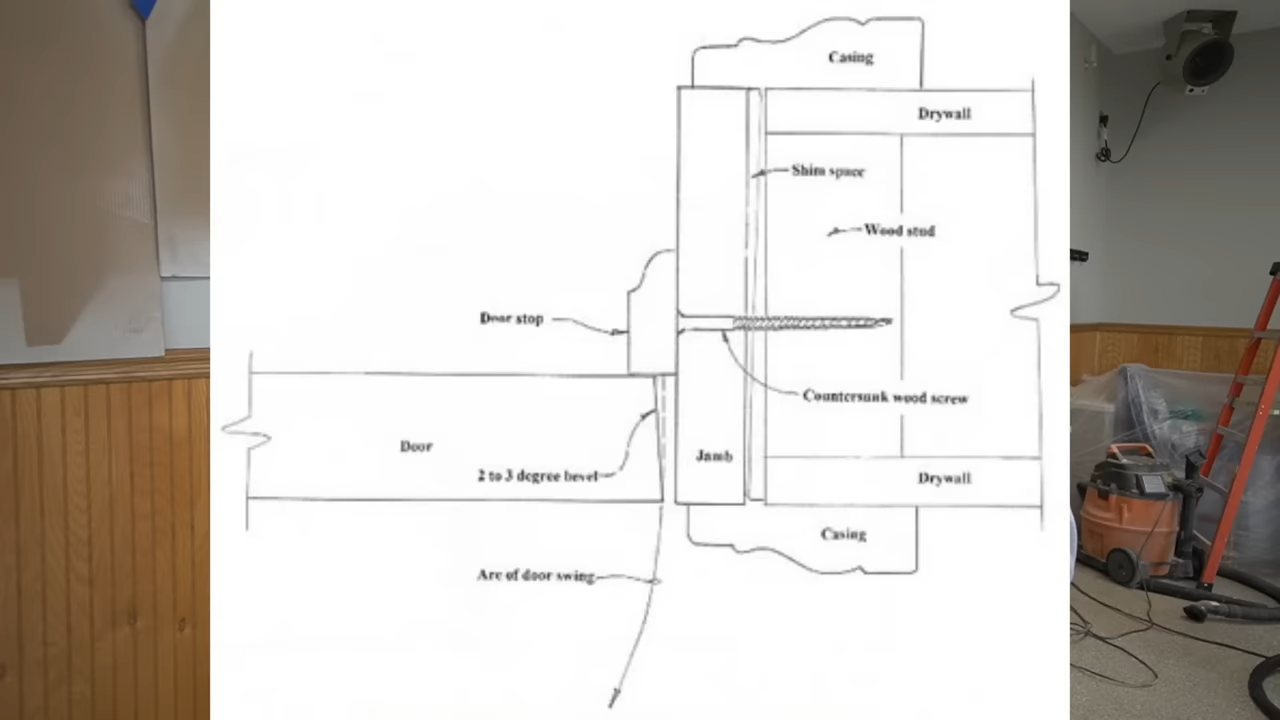 Casing
Drywall
Shim space
Wood stud
Door stop
Countersunk wood screw
Door
Jamb
2 to 3 degree bevel
Drywall
Casing
Arc of door swing